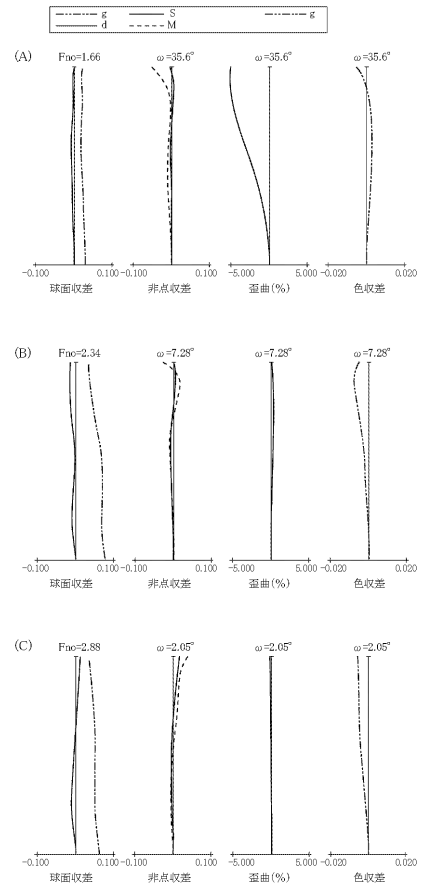 g S g
d M
(A) Fno=1.66 ω=35.6° ω=35.6° ω=35.6°
-0.100 0.100 -0.100 0.100 -5.000 5.000 -0.020 0.020
球面収差 非点収差 歪曲(%) 色収差
(B) Fno=2.34 ω=7.28° ω=7.28° ω=7.28°
-0.100 0.100 -0.100 0.100 -5.000 5.000 -0.020 0.020
球面収差 非点収差 歪曲(%) 色収差
(C) Fno=2.88 ω=2.05° ω=2.05° ω=2.05°
-0.100 0.100 -0.100 0.100 -5.000 5.000 -0.020 0.020
球面収差 非点収差 歪曲(%) 色収差